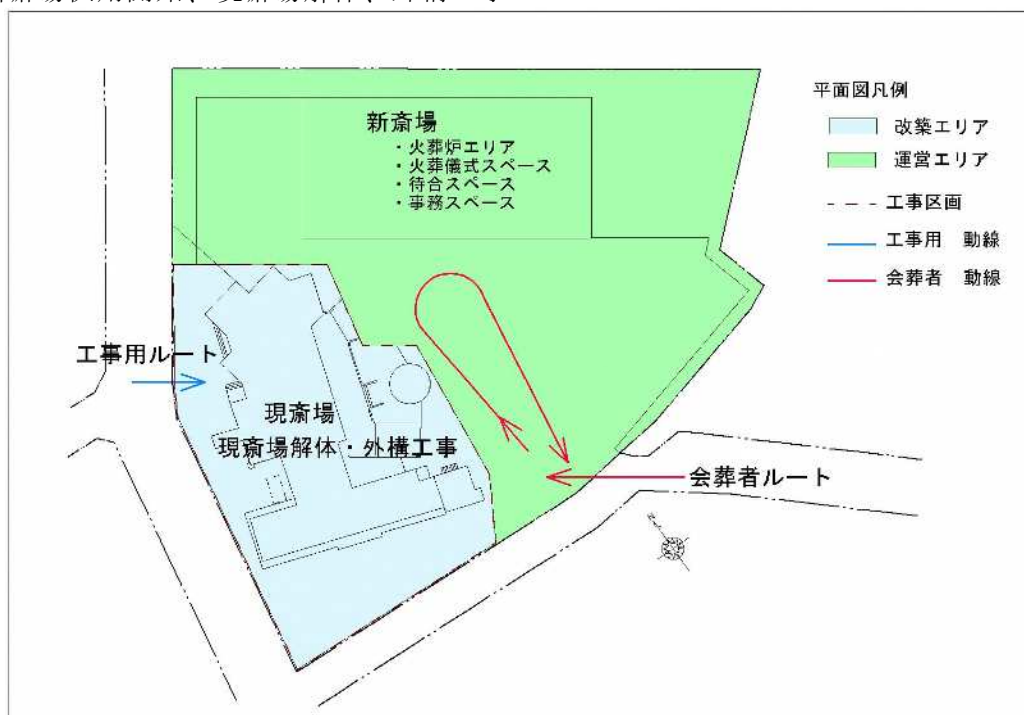 新斎場
・火葬炉エリア
・火葬儀式スペース
・待合スペース
・事務スペース
平面図凡例
改築エリア
運営エリア
工事区画
工事用 動線
会葬者 動線
工事用ルート
現斎場
現斎場解体・外構工事
会葬者ルート